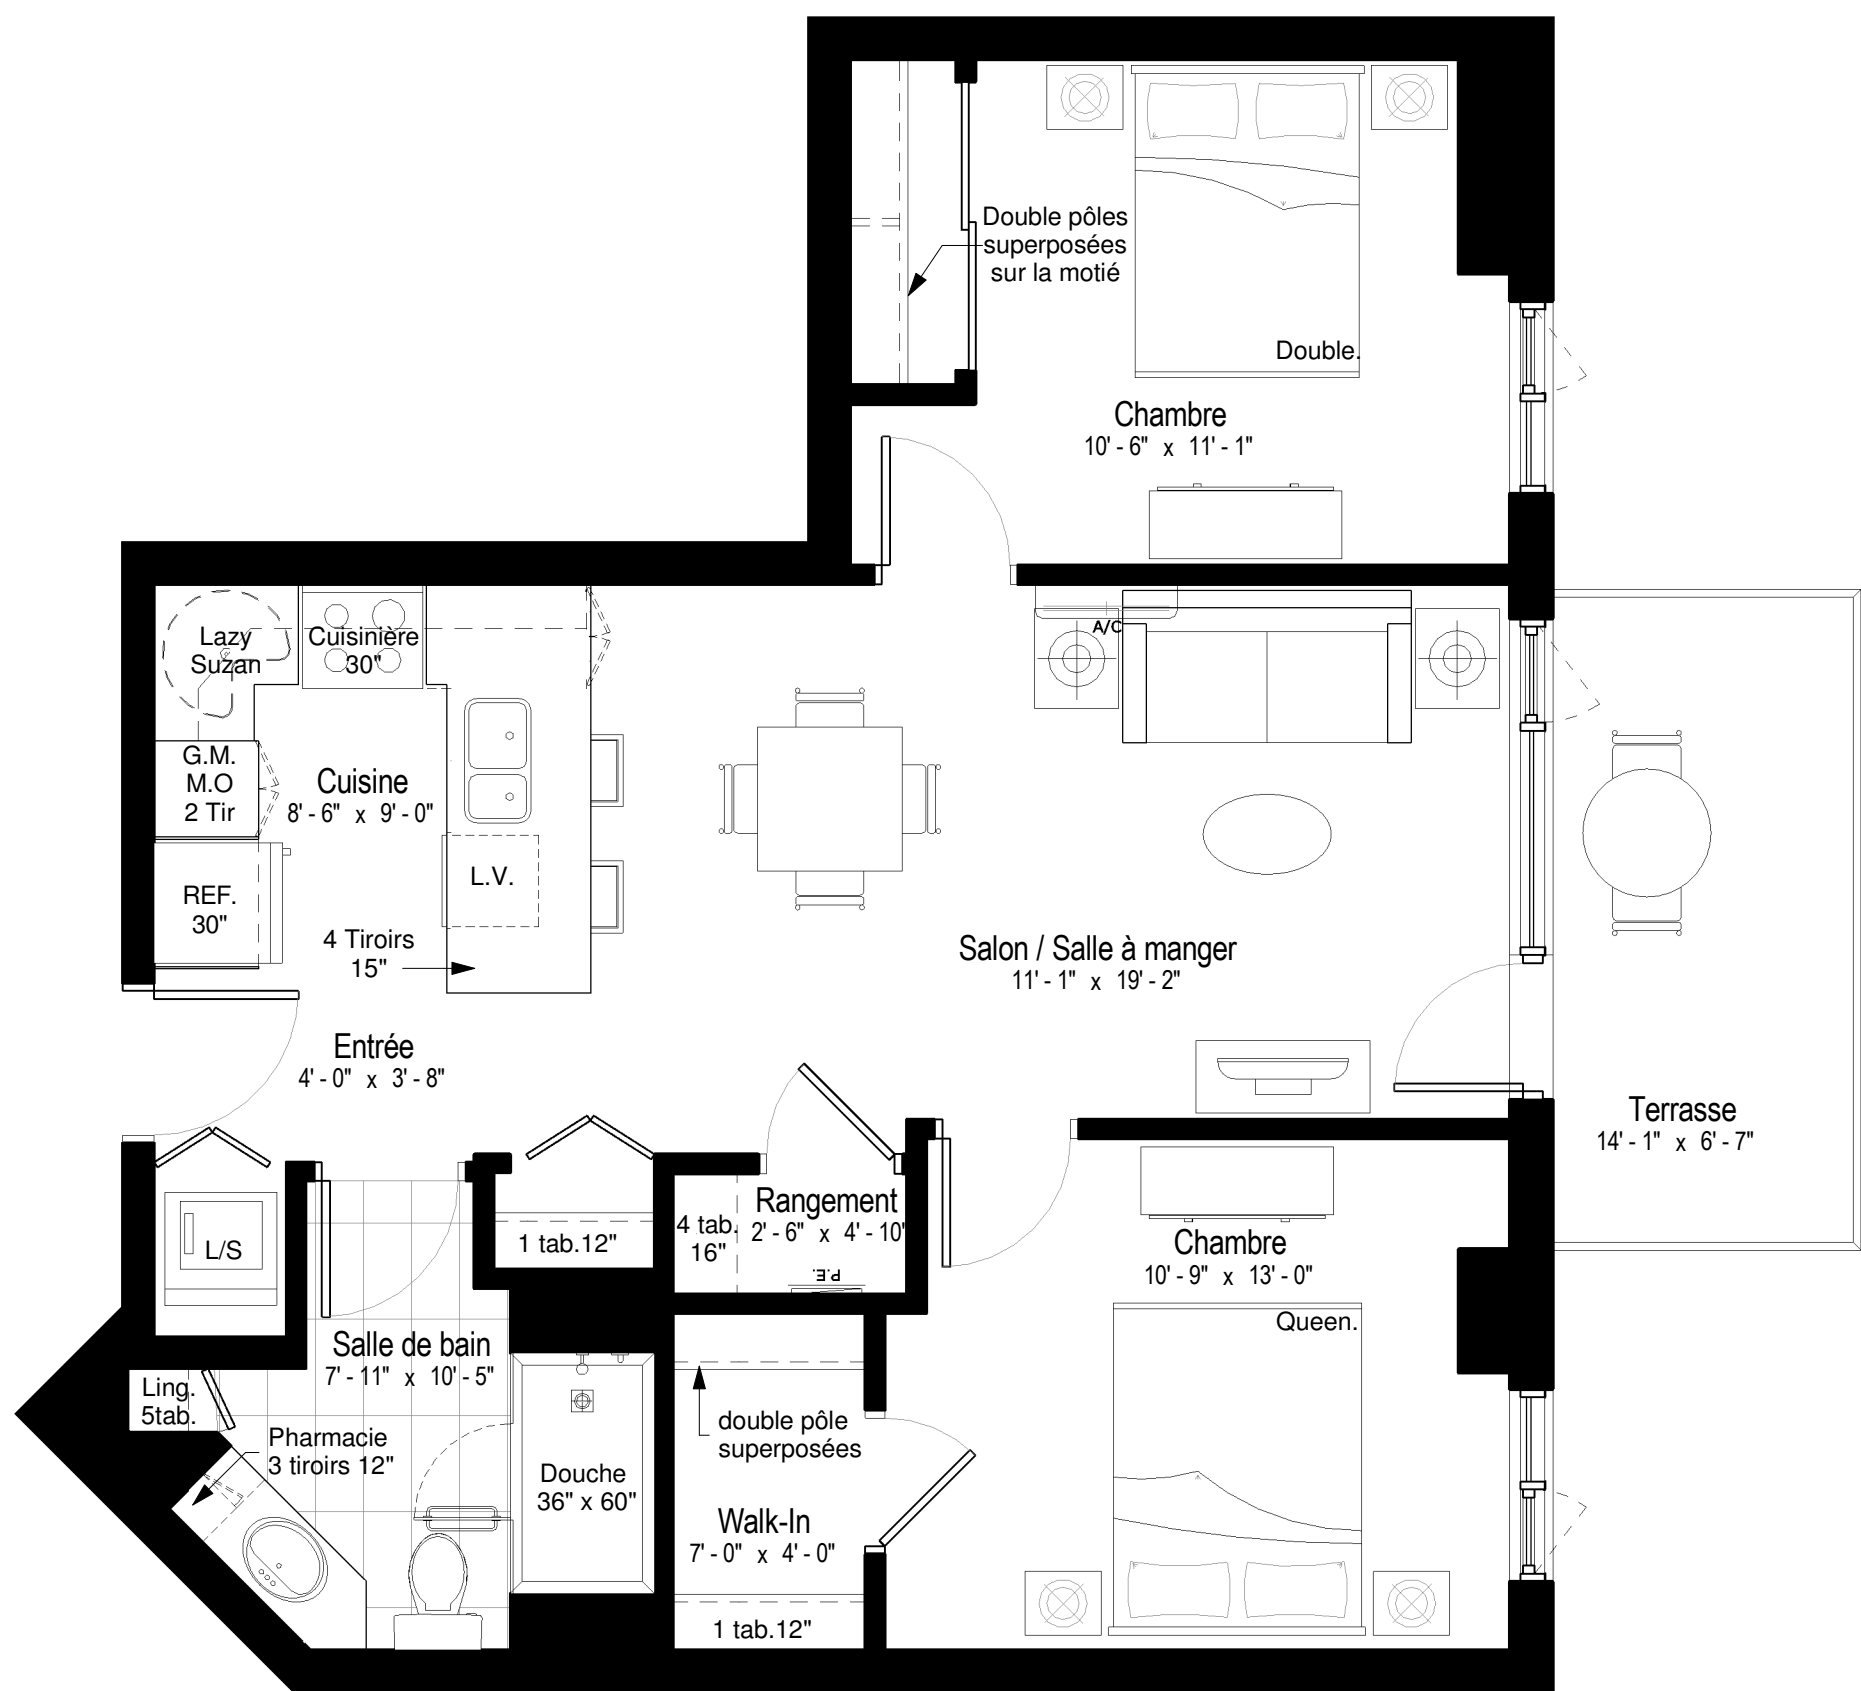 Double pôles
superposées
sur la motié
Double.
Chambre
10' - 6" x 11' - 1"
Lazy
Suzan
Cuisinière
30"
A/C
G.M.
M.O
2 Tir
Cuisine
8' - 6" x 9' - 0"
REF.
30"
L.V.
4 Tiroirs
15"
Salon / Salle à manger
11' - 1" x 19' - 2"
Entrée
4' - 0" x 3' - 8"
Terrasse
14' - 1" x 6' - 7"
L/S
1 tab.12"
4 tab.
16"
Rangement
2' - 6" x 4' - 10"
P.E.
Chambre
10' - 9" x 13' - 0"
Queen.
Salle de bain
7' - 11" x 10' - 5"
Ling.
5tab.
Pharmacie
3 tiroirs 12"
Douche
36" x 60"
double pôle
superposées
Walk-In
7' - 0" x 4' - 0"
1 tab.12"